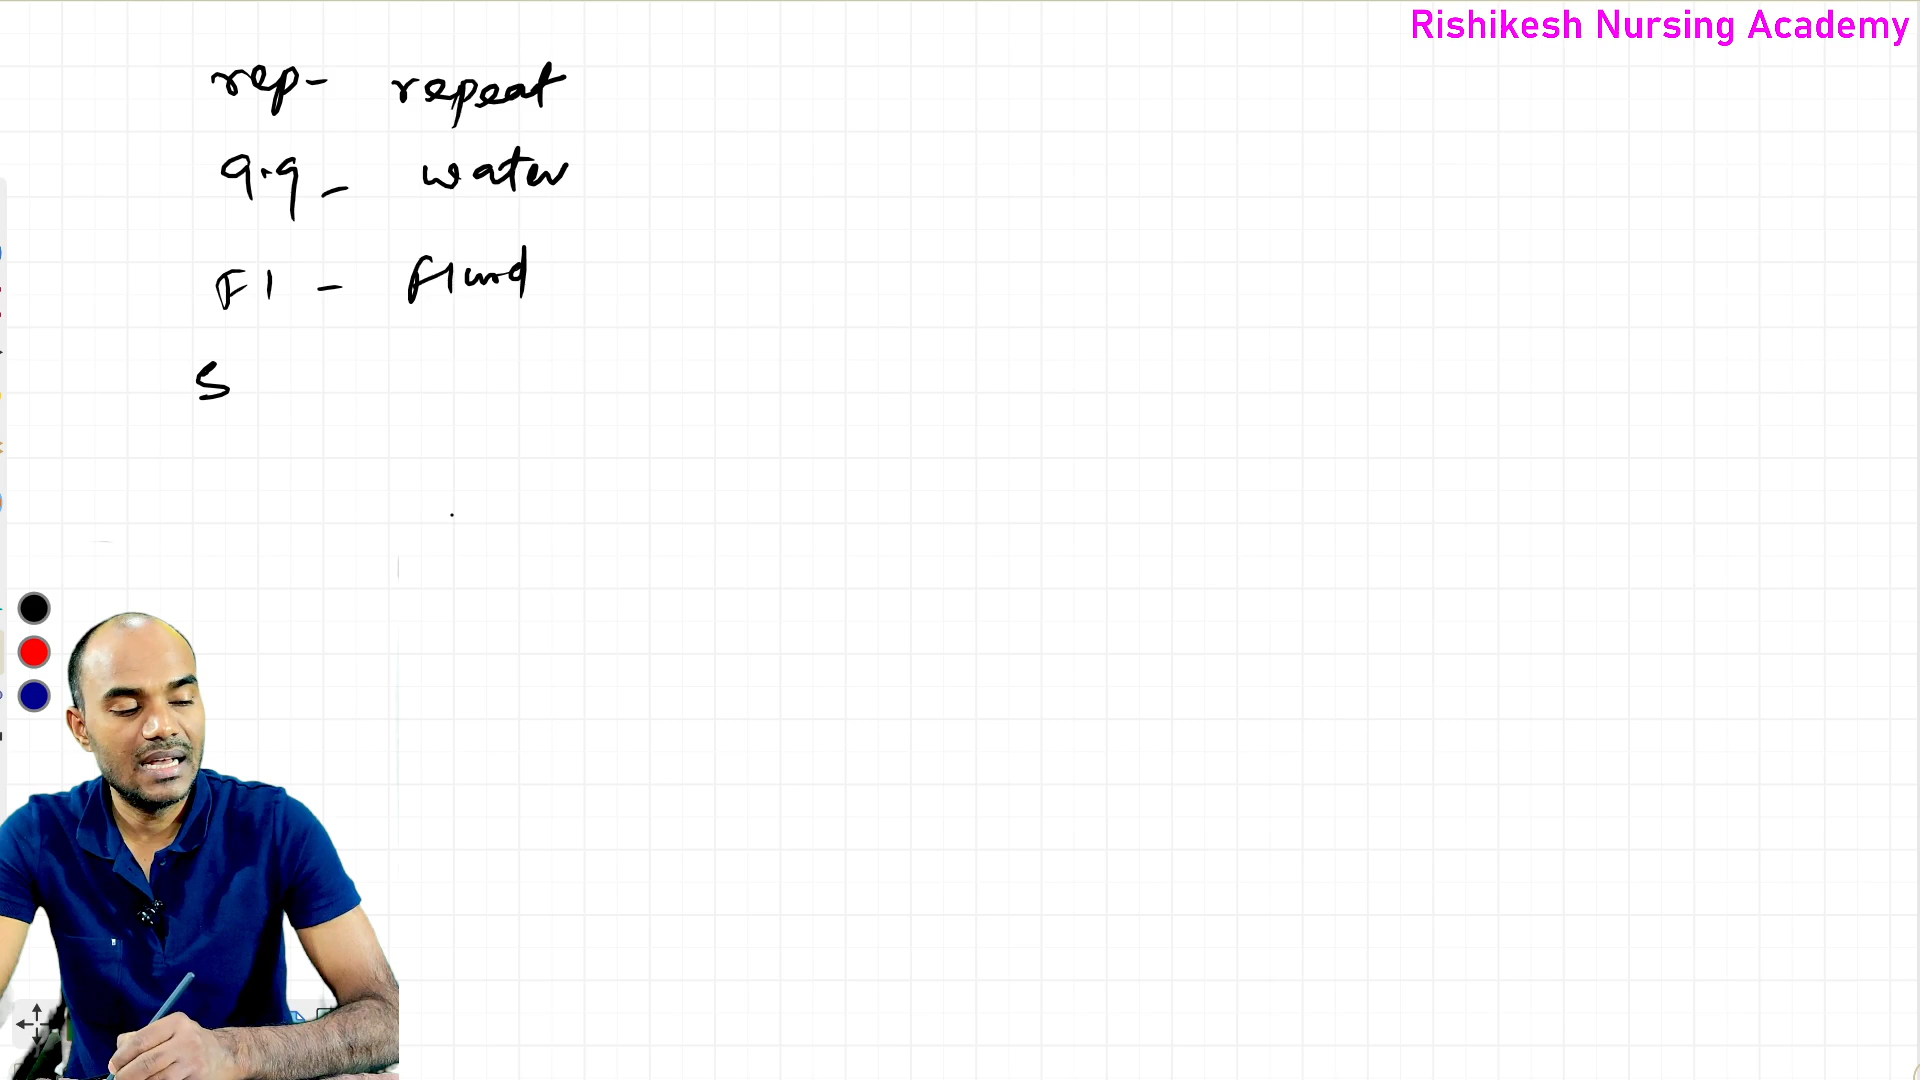 Rishikesh Nursing Academy
rep- repeat
q.q - water
Fl - fluid
S